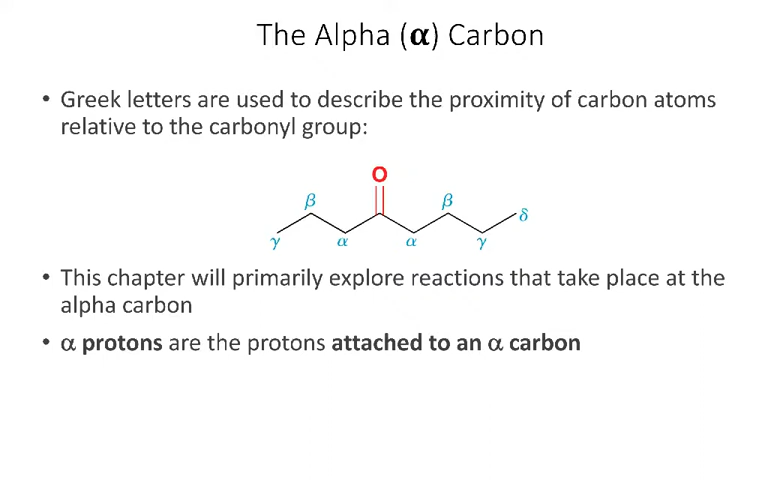 The Alpha (α) Carbon
• Greek letters are used to describe the proximity of carbon atoms
relative to the carbonyl group:
O
β β δ
γ α α γ
• This chapter will primarily explore reactions that take place at the
alpha carbon
• α protons are the protons attached to an α carbon